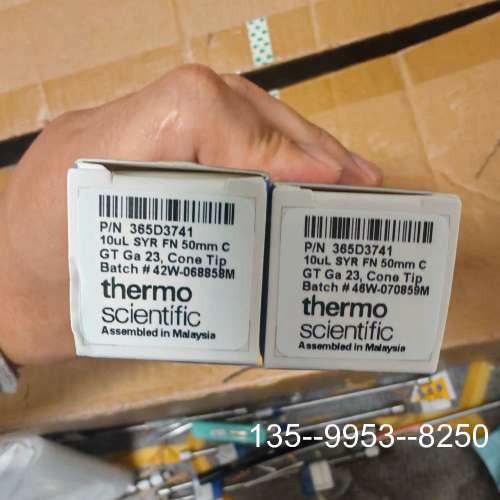 P/N 365D3741
10uL SYR FN 50mm C
GT Ga 23, Cone Tip
Batch # 42W-068858M
thermo
scientific
Assembled in Malaysia
P/N 365D3741
10uL SYR FN 50mm C
GT Ga 23, Cone Tip
Batch # 46W-070859M
thermo
scientific
Assembled in Malaysia
135--9953--8250